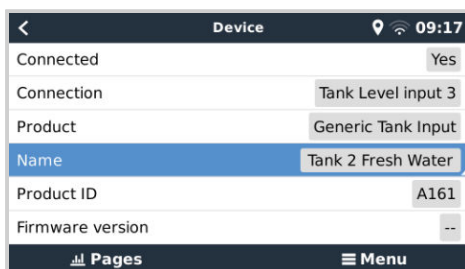 Device 09:17
Connected Yes
Connection Tank Level input 3
Product Generic Tank Input
Name Tank 2 Fresh Water
Product ID A161
Firmware version --
Pages Menu